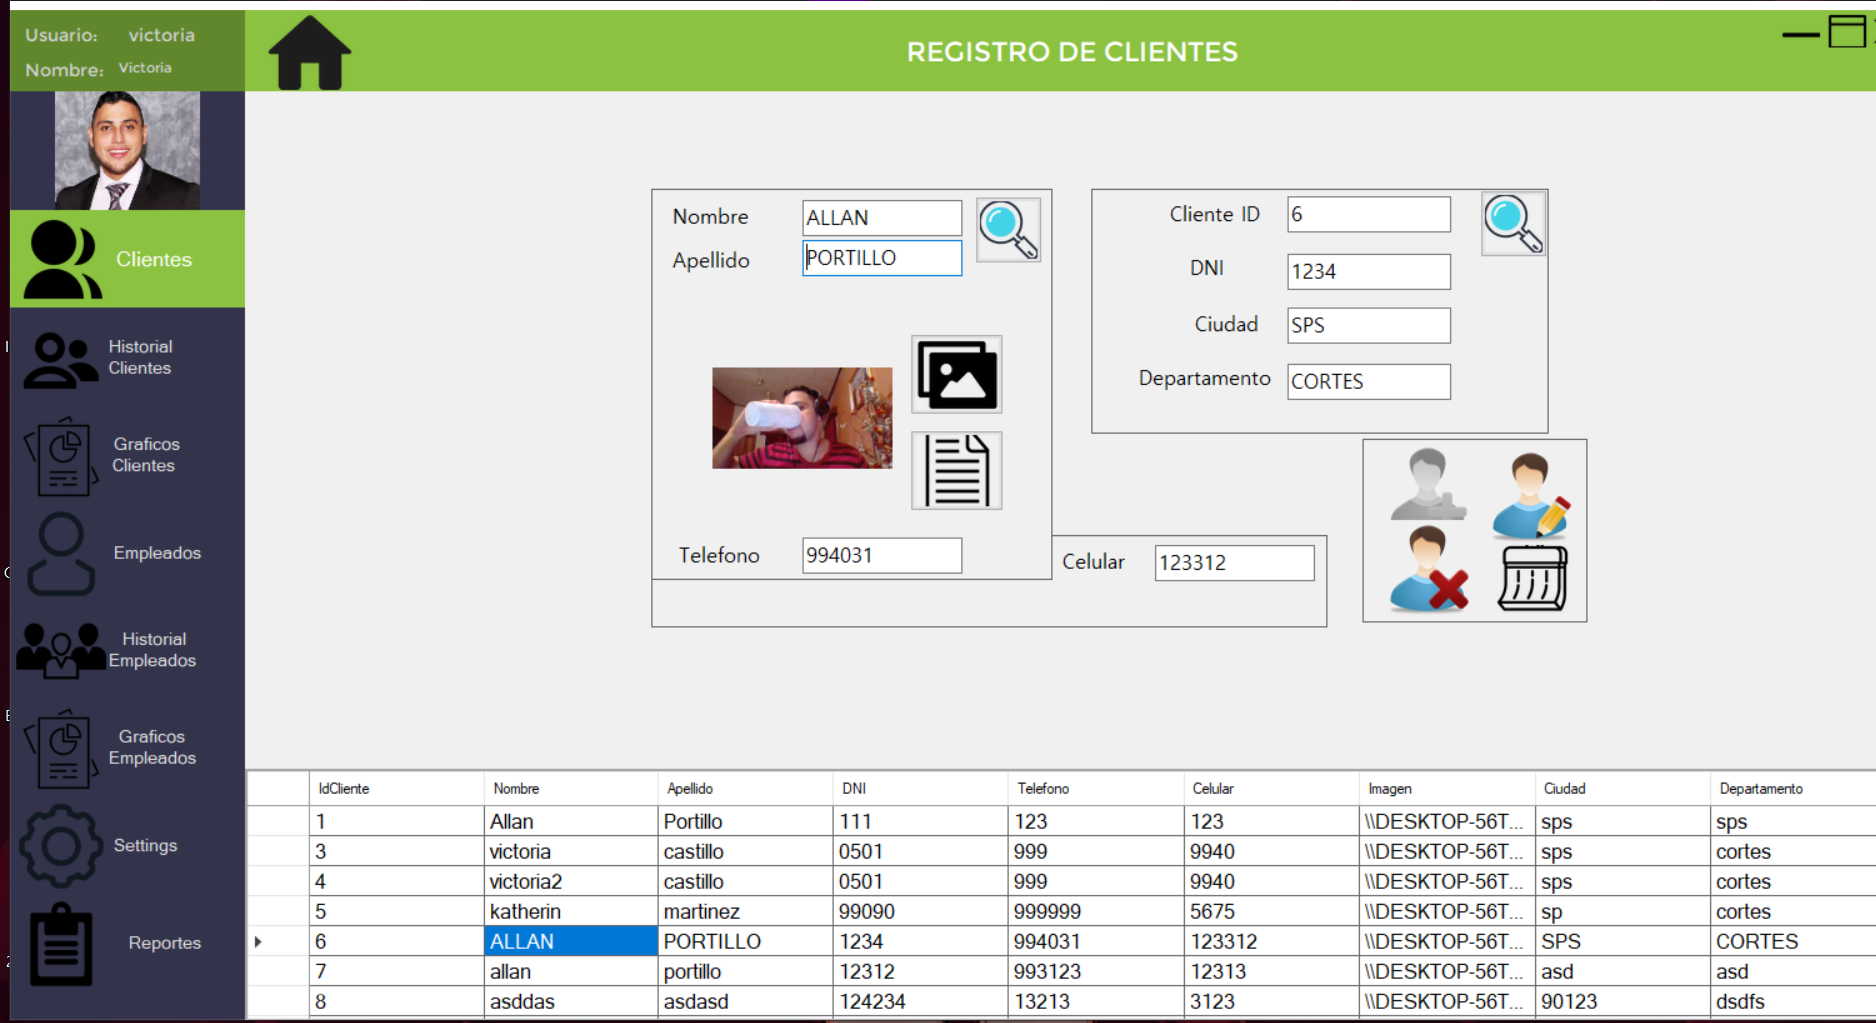 Usuario: victoria
Nombre: Victoria
REGISTRO DE CLIENTES
Clientes
Historial
Clientes
Graficos
Clientes
Empleados
Historial
Empleados
Graficos
Empleados
Settings
Reportes
Nombre ALLAN
Apellido PORTILLO
Telefono 994031
Celular 123312
Cliente ID 6
DNI 1234
Ciudad SPS
Departamento CORTES
IdCliente Nombre Apellido DNI Telefono Celular Imagen Ciudad Departamento
1 Allan Portillo 111 123 123 \\DESKTOP-56T... sps sps
3 victoria castillo 0501 999 9940 \\DESKTOP-56T... sps cortes
4 victoria2 castillo 0501 999 9940 \\DESKTOP-56T... sps cortes
5 katherin martinez 99090 999999 5675 \\DESKTOP-56T... sp cortes
6 ALLAN PORTILLO 1234 994031 123312 \\DESKTOP-56T... SPS CORTES
7 allan portillo 12312 993123 12313 \\DESKTOP-56T... asd asd
8 asddas asdasd 124234 13213 3123 \\DESKTOP-56T... 90123 dsdfs